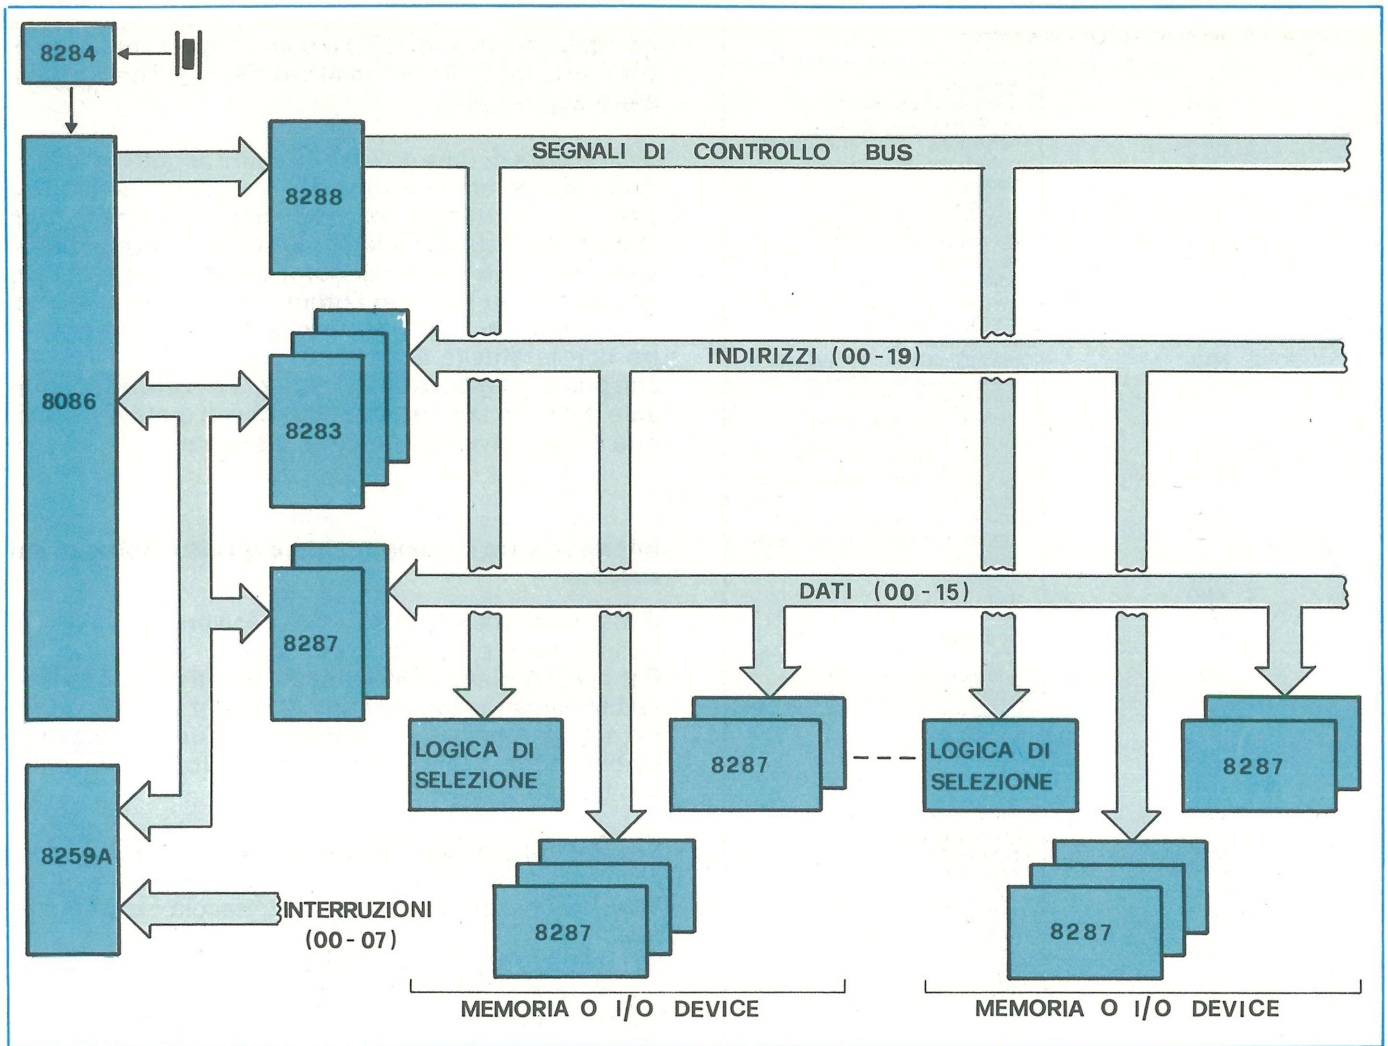 8284
8288
SEGNALI DI CONTROLLO BUS
8086
8283
INDIRIZZI (00-19)
8287
DATI (00-15)
LOGICA DI
SELEZIONE
8287
LOGICA DI
SELEZIONE
8287
8259A
INTERRUZIONI
(00-07)
8287
8287
MEMORIA O I/O DEVICE
MEMORIA O I/O DEVICE